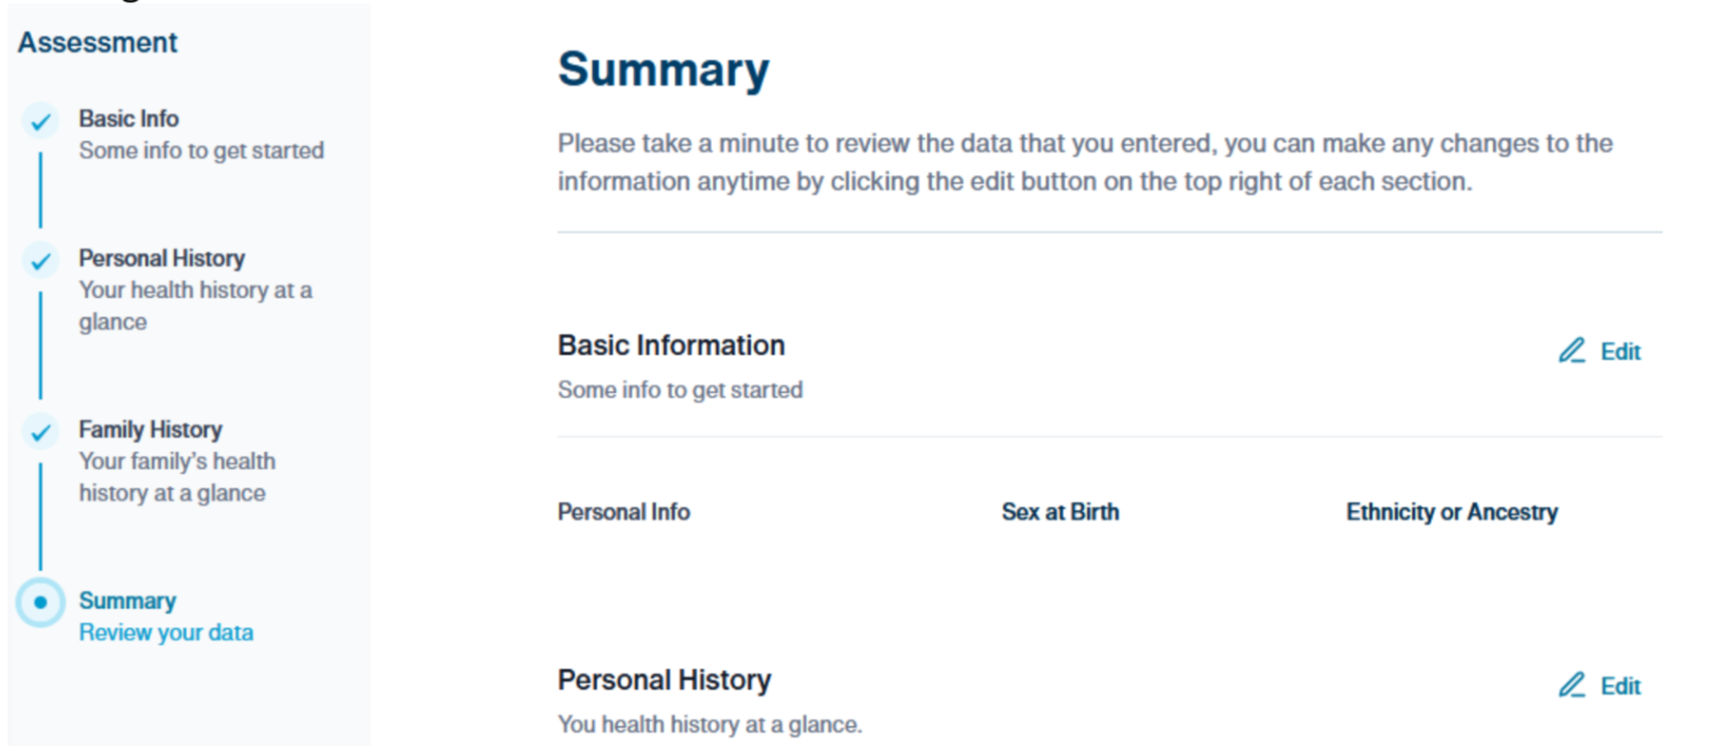 Assessment
Basic Info
Some info to get started
Personal History
Your health history at a
glance
Family History
Your family's health
history at a glance
Summary
Review your data
Summary
Please take a minute to review the data that you entered, you can make any changes to the
information anytime by clicking the edit button on the top right of each section.
Basic Information
Edit
Some info to get started
Personal Info
Sex at Birth
Ethnicity or Ancestry
Personal History
Edit
You health history at a glance.